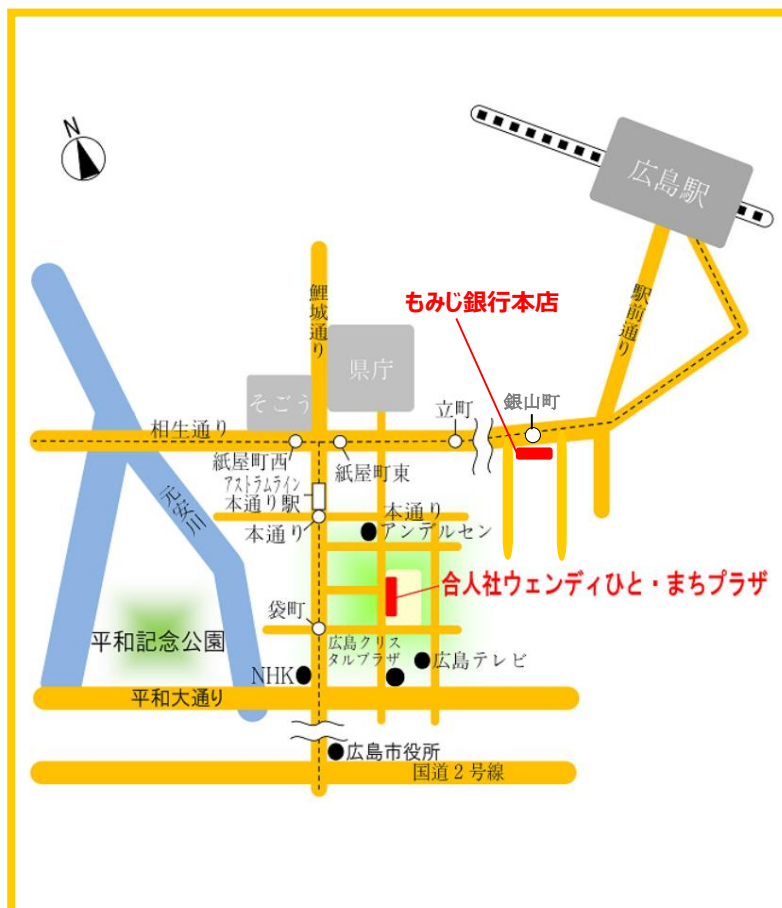 N
広島駅
もみじ銀行本店
駅前通り
鯉城通り
県庁
そごう
立町
銀山町
相生通り
紙屋町西
紙屋町東
アストラムライン
本通り駅
本通り
本通り
アンデルセン
元安川
合人社ウェンディひと・まちプラザ
袋町
平和記念公園
広島クリス
タルプラザ
広島テレビ
NHK
平和大通り
広島市役所
国道2号線